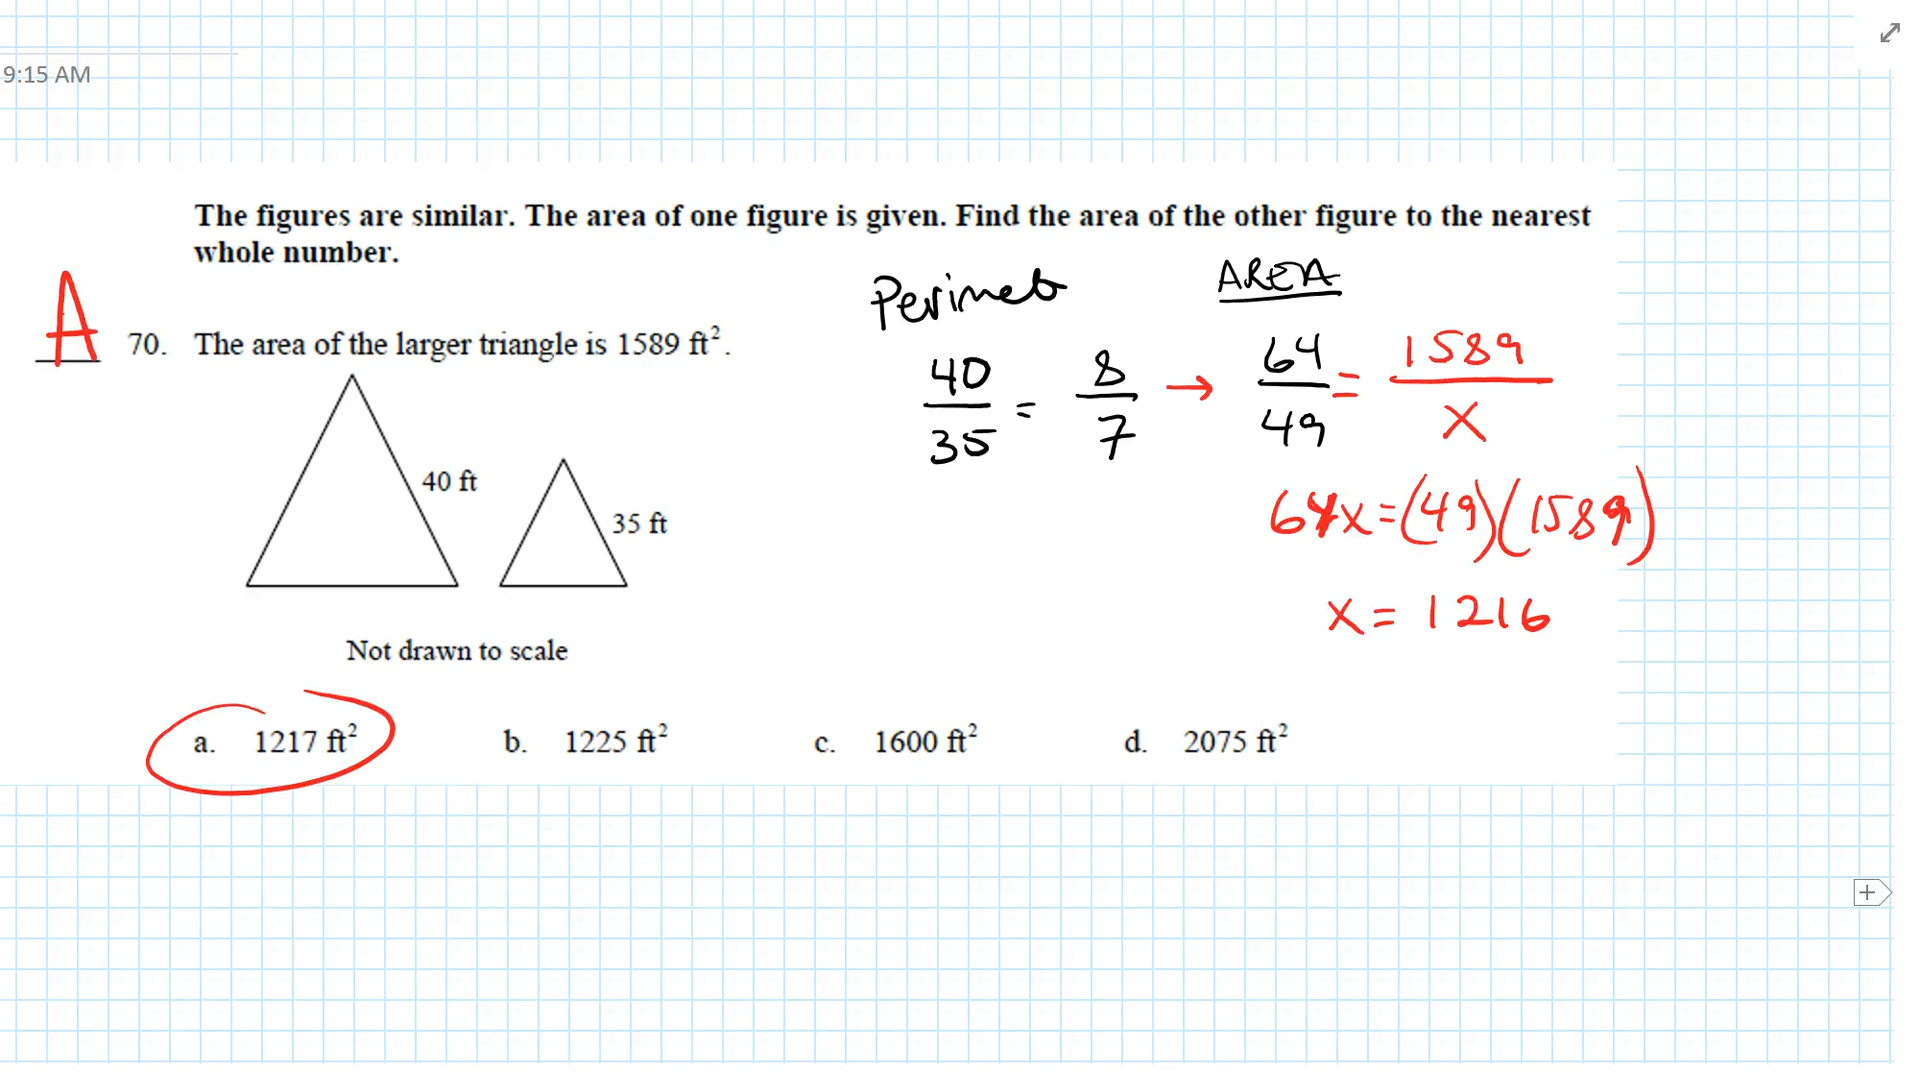 9:15 AM
The figures are similar. The area of one figure is given. Find the area of the other figure to the nearest
whole number.
A 70. The area of the larger triangle is 1589 ft².
40 ft
35 ft
Not drawn to scale
a. 1217 ft² b. 1225 ft² c. 1600 ft² d. 2075 ft²
Perimeter AREA
40/35 = 8/7 → 64/49 = 1589/X
64x = (49)(1589)
x = 1216